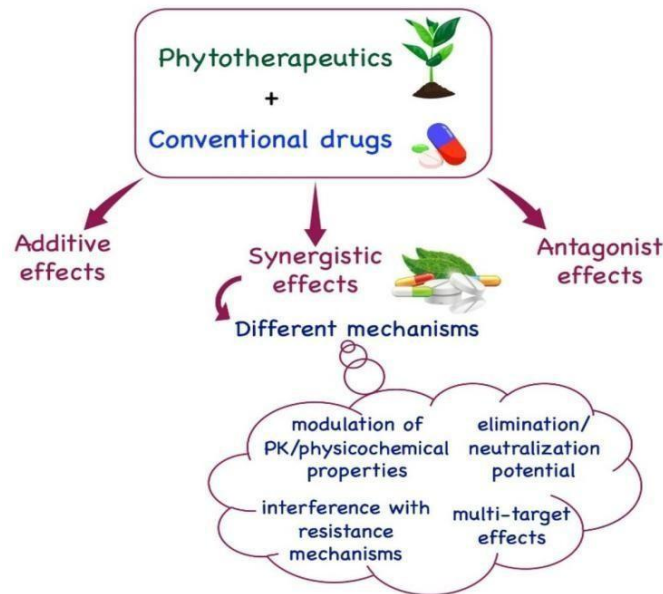 Phytotherapeutics
+
Conventional drugs
Additive
effects
Synergistic
effects
Antagonist
effects
Different mechanisms
modulation of
PK/physicochemical
properties
elimination/
neutralization
potential
interference with
resistance
mechanisms
multi-target
effects